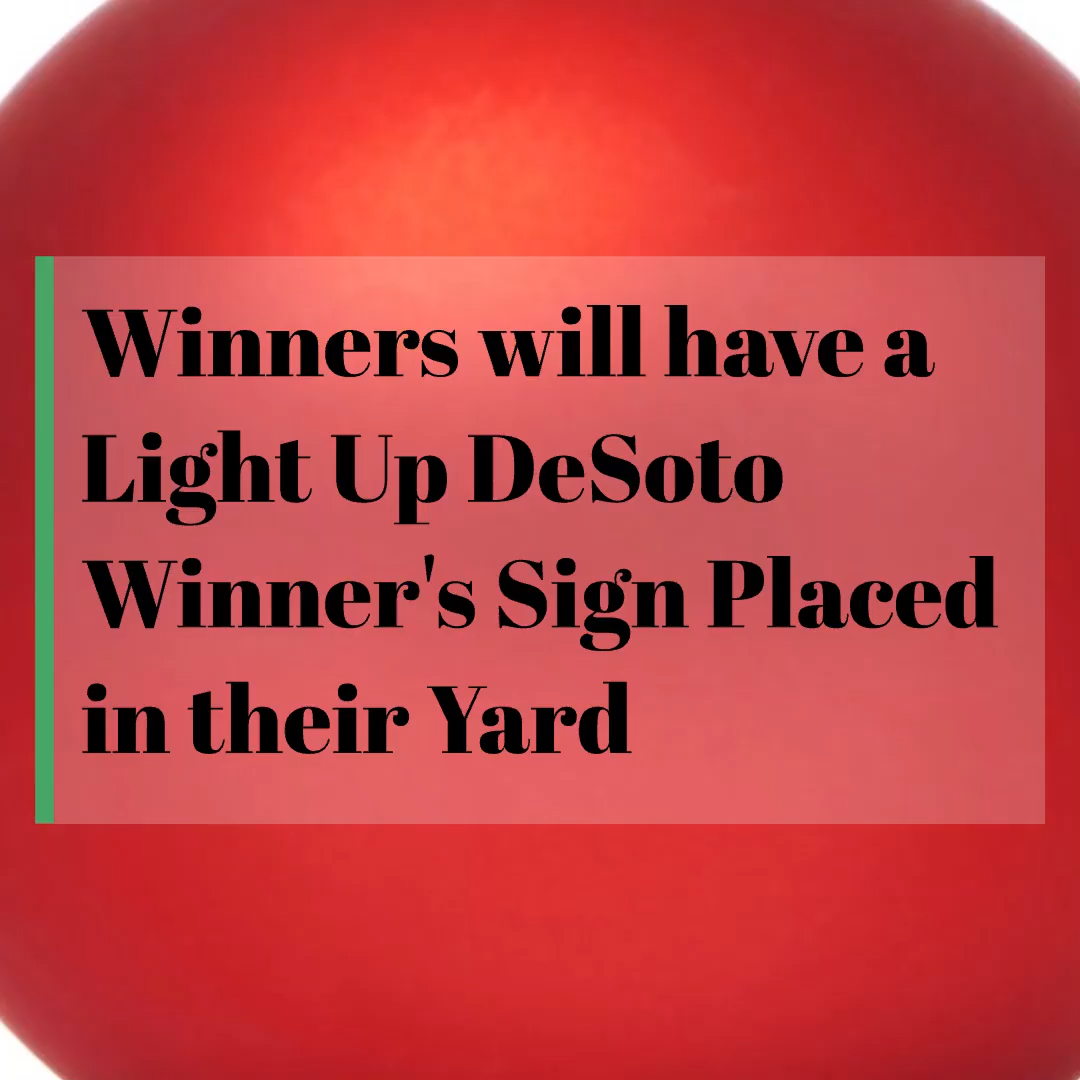 Winners will have a
Light Up DeSoto
Winner's Sign Placed
in their Yard